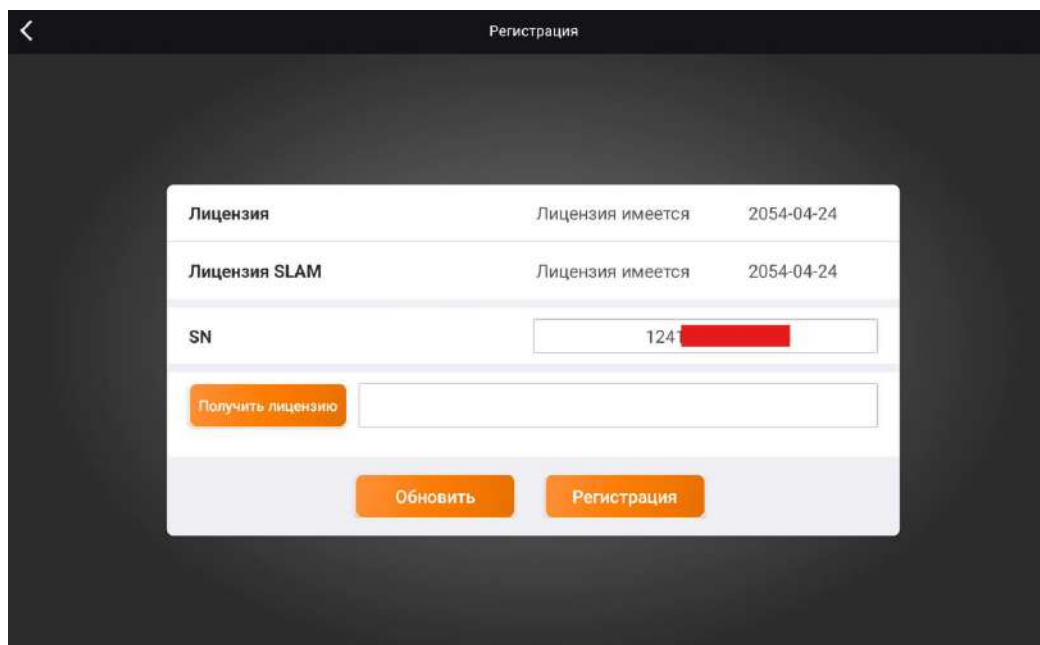 Регистрация
Лицензия Лицензия имеется 2054-04-24
Лицензия SLAM Лицензия имеется 2054-04-24
SN 1241
Получить лицензию
Обновить Регистрация